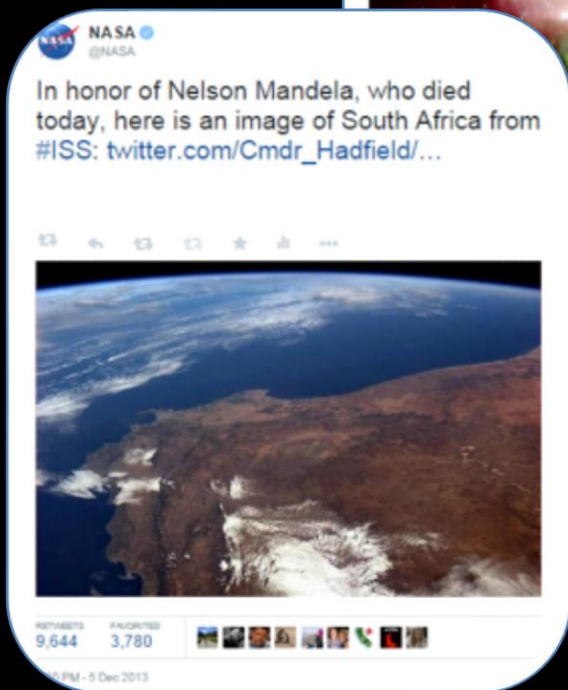 NASA
@NASA
In honor of Nelson Mandela, who died
today, here is an image of South Africa from
#ISS: twitter.com/Cmdr_Hadfield/...
RETWEETS FAVORITED
9,644 3,780
PM - 5 Dec 2013